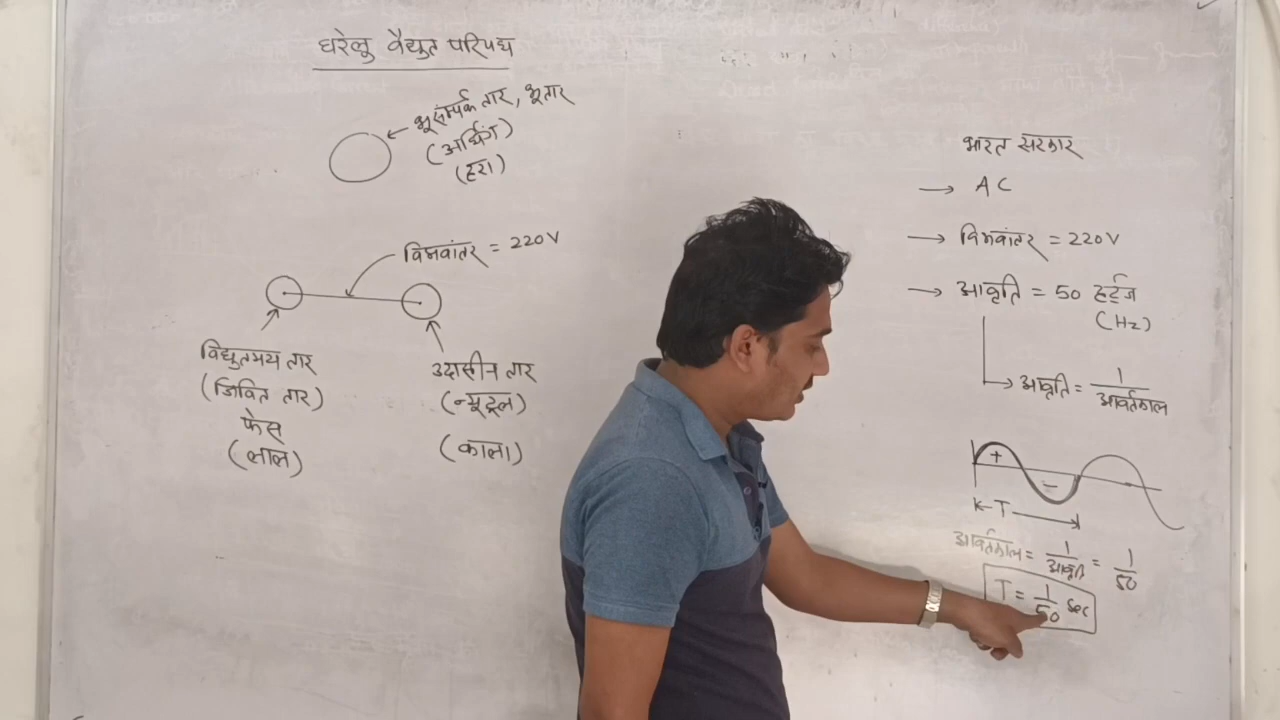 घरेलू वैद्युत परिपथ
भूसंम्पर्क तार, भूतार
(अर्थिंग)
(हरा)
विभवांतर = 220V
विद्युतमय तार
(जिवित तार)
फेस
(लाल)
उदासीन तार
(न्यूट्रल)
(काला)
भारत सरकार
→ AC
→ विभवांतर = 220V
→ आवृति = 50 हर्ट्ज
(Hz)
→ आवृति = 1/आवर्तकाल
+
−
T
आवर्तकाल = 1/आवृति = 1/50
T = 1/50 Sec